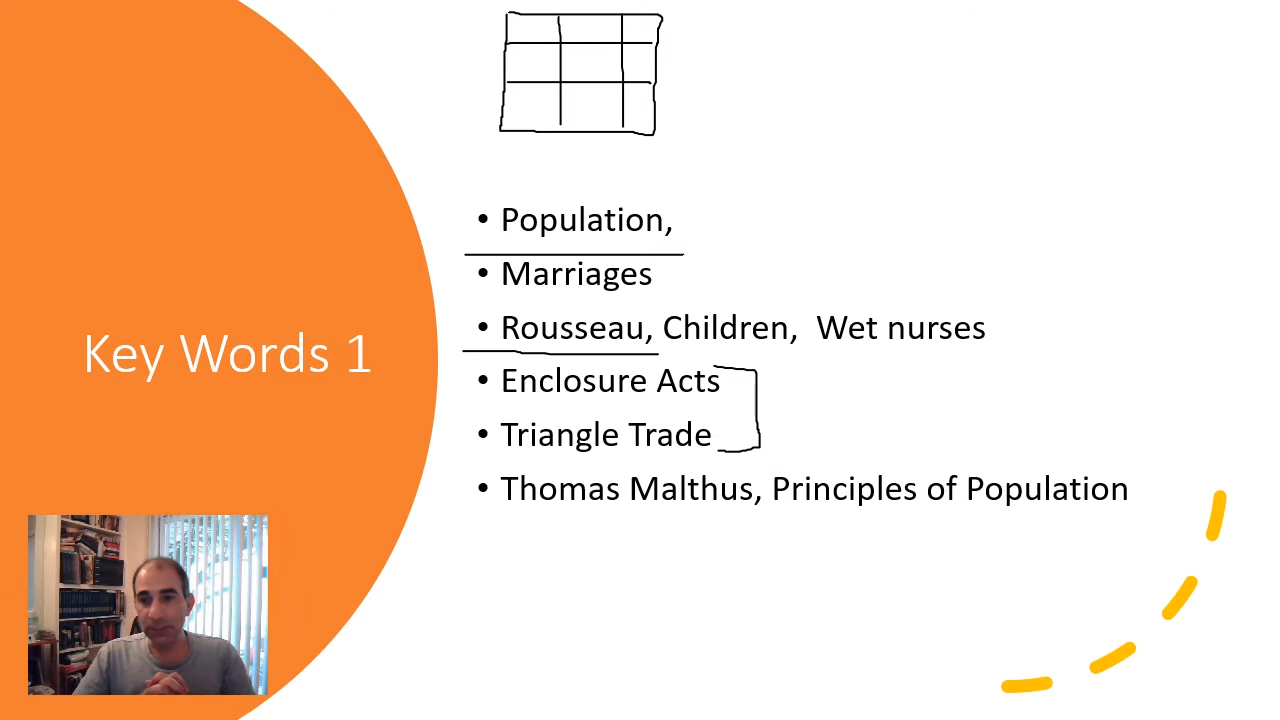 Key Words 1
• Population,
• Marriages
• Rousseau, Children,  Wet nurses
• Enclosure Acts
• Triangle Trade
• Thomas Malthus, Principles of Population